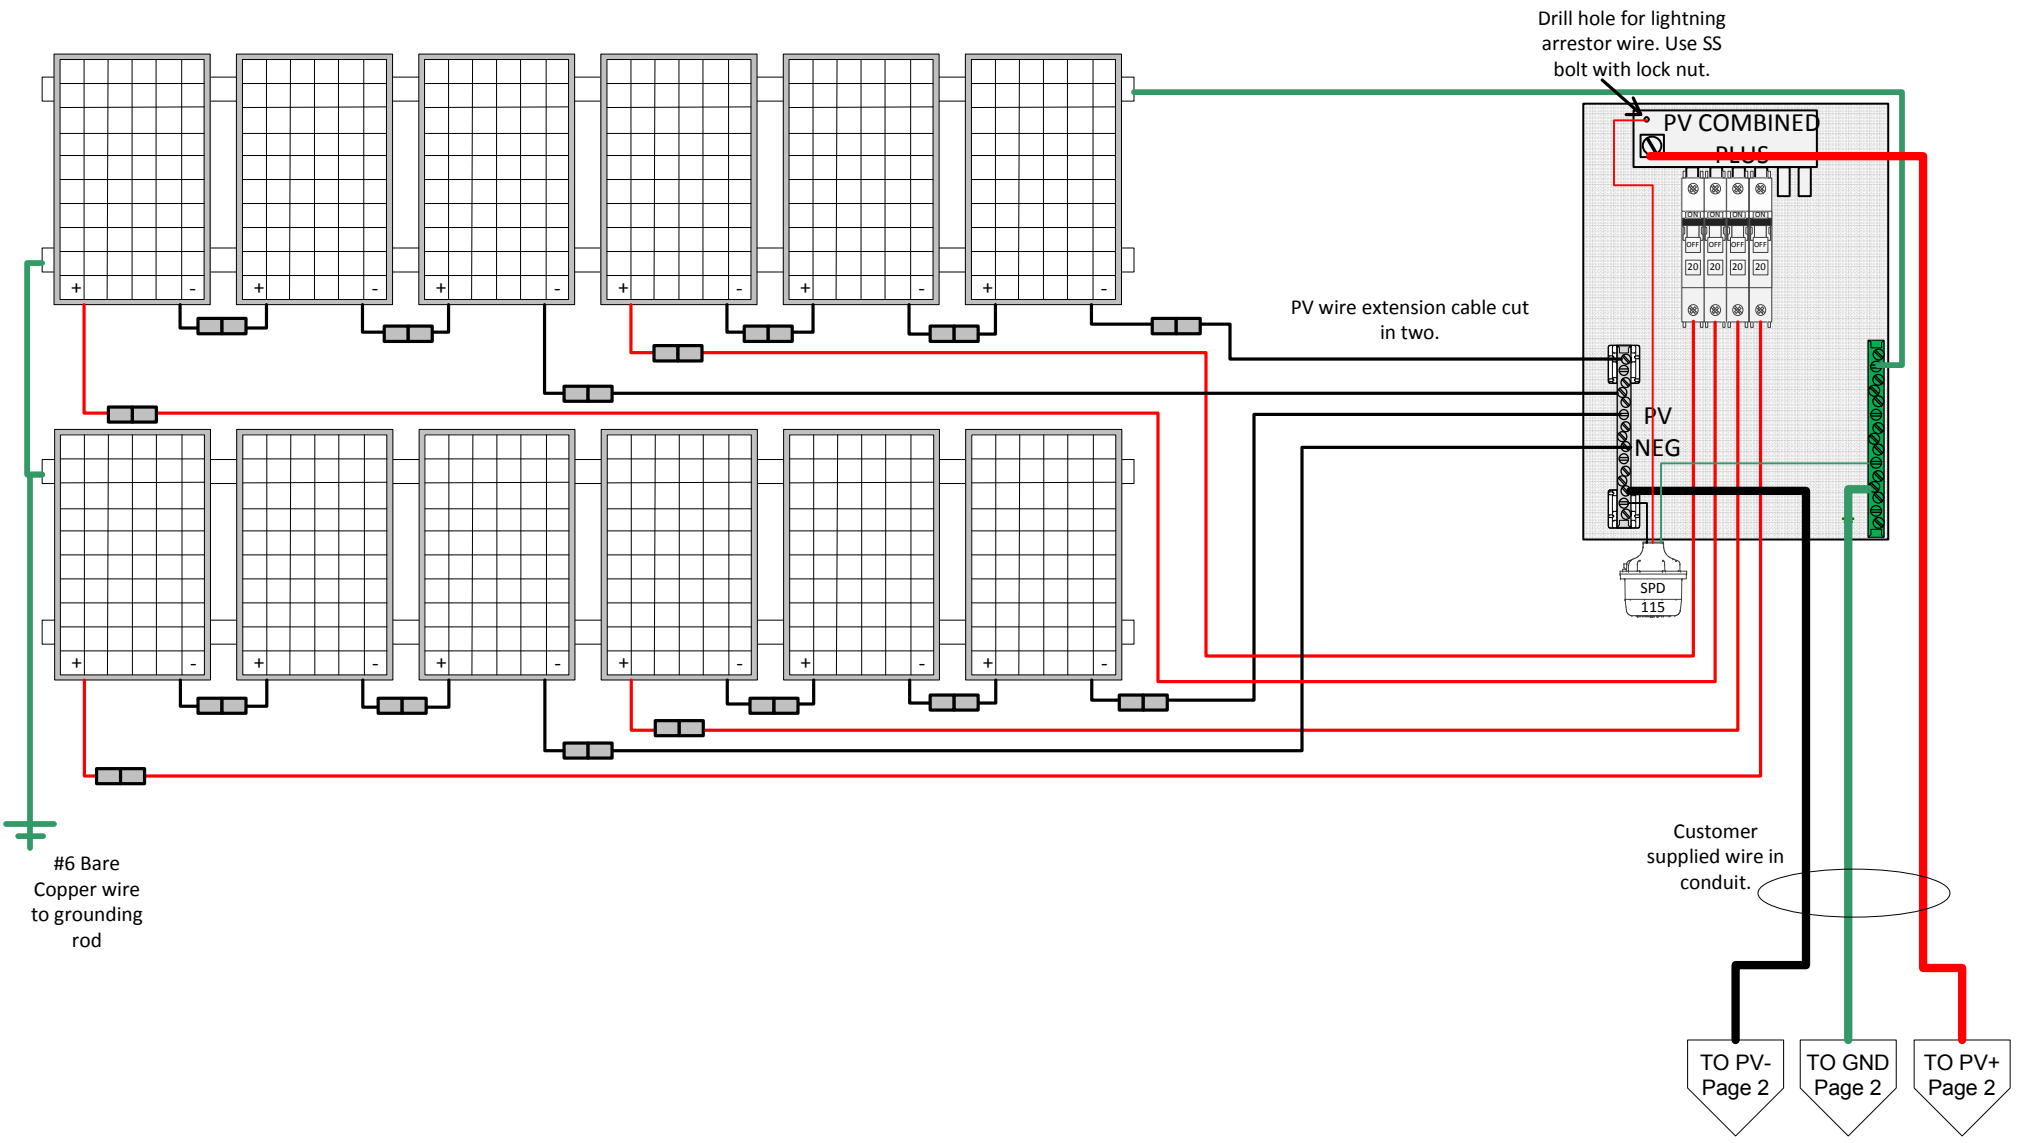 Drill hole for lightning
arrestor wire. Use SS
bolt with lock nut.
PV COMBINED
PLUS
ON ON ON ON
OFF OFF OFF OFF
20 20 20 20
+ - + - + - + - + - + -
PV wire extension cable cut
in two.
PV
NEG
SPD
115
+ - + - + - + - + - + -
#6 Bare
Copper wire
to grounding
rod
Customer
supplied wire in
conduit.
TO PV-
Page 2
TO GND
Page 2
TO PV+
Page 2